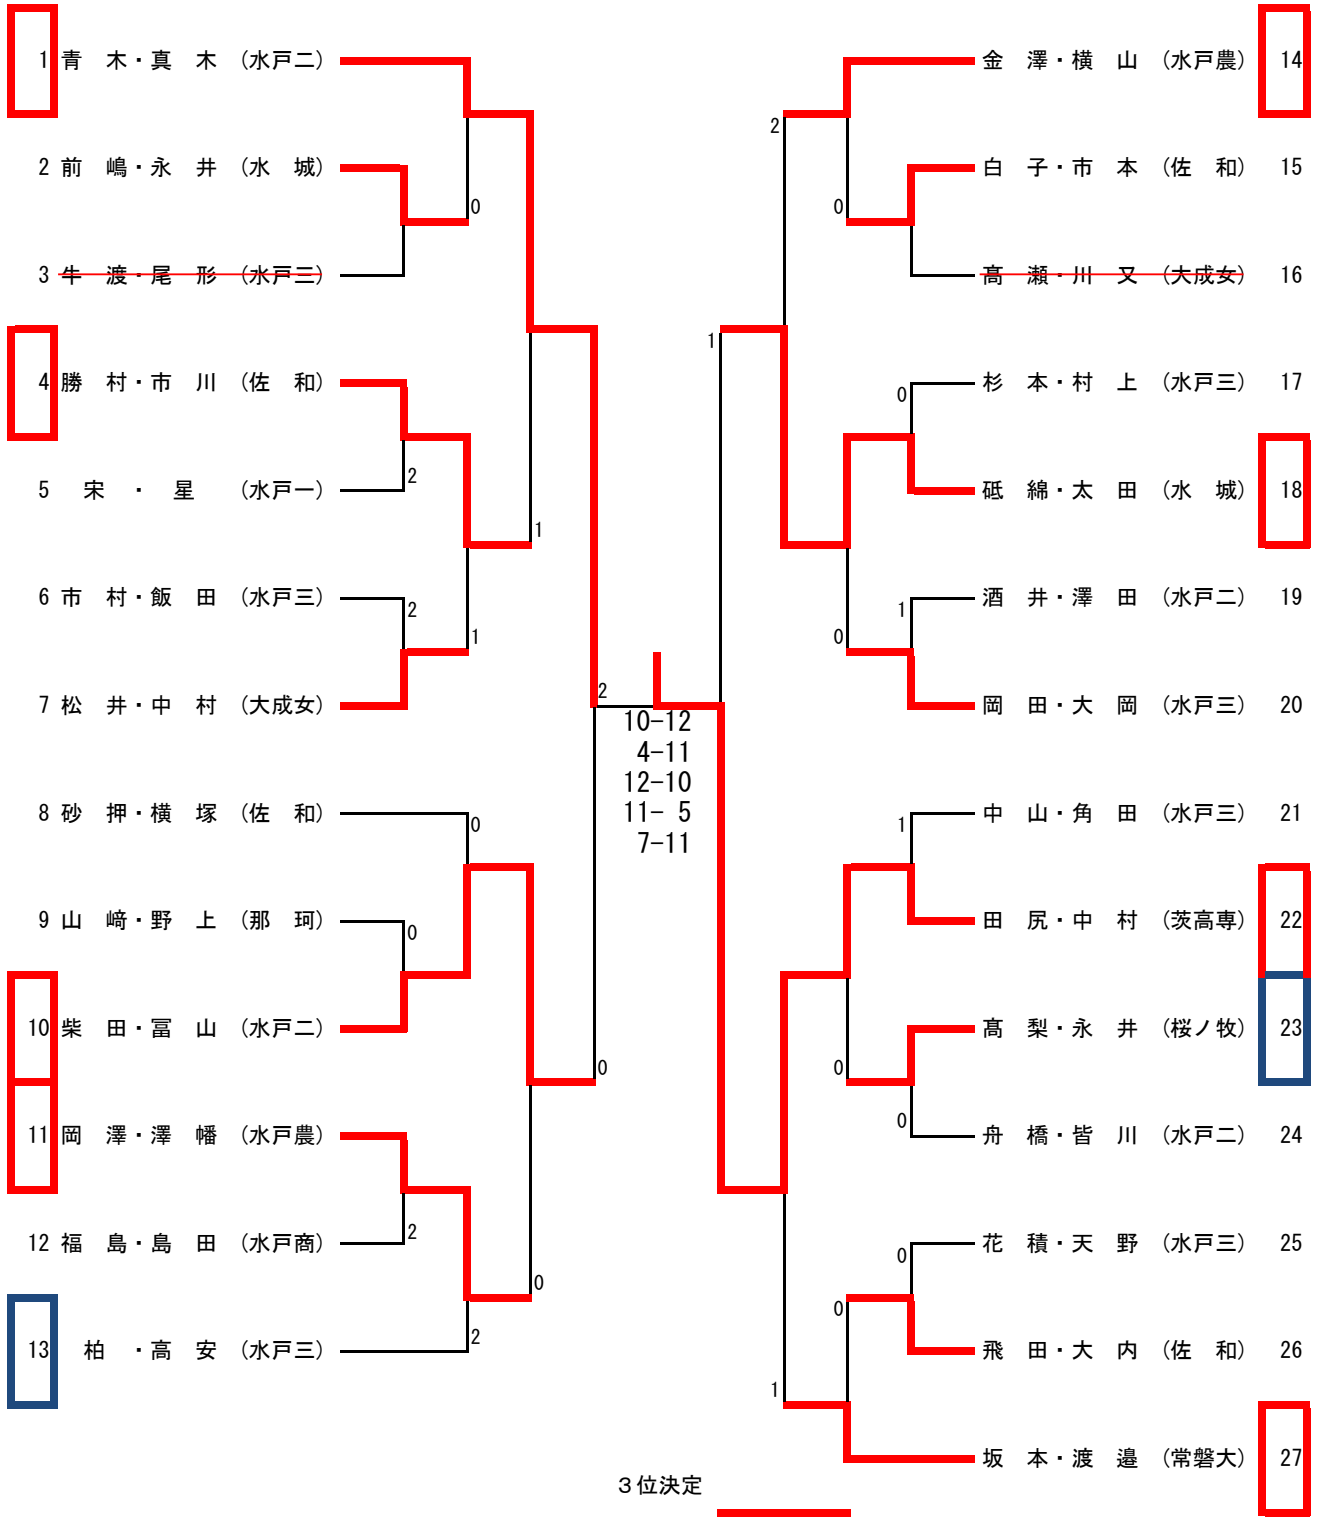 1 青　木・真　木　(水戸二)
0
2 前　嶋・永　井　(水　城)
3 牛　渡・尾　形　(水戸三)
4 勝　村・市　川　(佐　和)
2
5 宋　・　星　(水戸一)
1
6 市　村・飯　田　(水戸三)
2
1
7 松　井・中　村　(大成女)
8 砂　押・横　塚　(佐　和)
0
9 山　﨑・野　上　(那　珂)
0
10 柴　田・冨　山　(水戸二)
0
11 岡　澤・澤　幡　(水戸農)
2
12 福　島・島　田　(水戸商)
0
13 柏　・高　安　(水戸三)
2
2
10−12
4−11
12−10
11− 5
7−11
金　澤・横　山　(水戸農) 14
2
白　子・市　本　(佐　和) 15
0
髙　瀬・川　又　(大成女) 16
1
杉　本・村　上　(水戸三) 17
0
砥　綿・太　田　(水　城) 18
酒　井・澤　田　(水戸二) 19
1
0
岡　田・大　岡　(水戸三) 20
中　山・角　田　(水戸三) 21
1
田　尻・中　村　(茨高専) 22
髙　梨・永　井　(桜ノ牧) 23
0
0
舟　橋・皆　川　(水戸二) 24
花　積・天　野　(水戸三) 25
0
0
飛　田・大　内　(佐　和) 26
1
坂　本・渡　邉　(常磐大) 27
３位決定